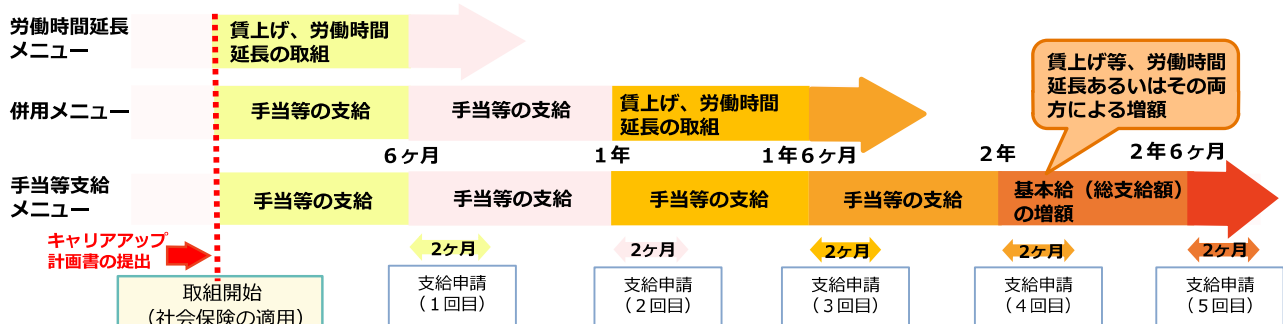 労働時間延長
メニュー
賃上げ、労働時間
延長の取組
賃上げ等、労働時間
延長あるいはその両
方による増額
併用メニュー
手当等の支給
手当等の支給
賃上げ、労働時間
延長の取組
6ヶ月
1年
1年6ヶ月
2年
2年6ヶ月
手当等支給
メニュー
手当等の支給
手当等の支給
手当等の支給
手当等の支給
基本給（総支給額）
の増額
キャリアアップ
計画書の提出
2ヶ月
2ヶ月
2ヶ月
2ヶ月
2ヶ月
取組開始
（社会保険の適用）
支給申請
（1回目）
支給申請
（2回目）
支給申請
（3回目）
支給申請
（4回目）
支給申請
（5回目）